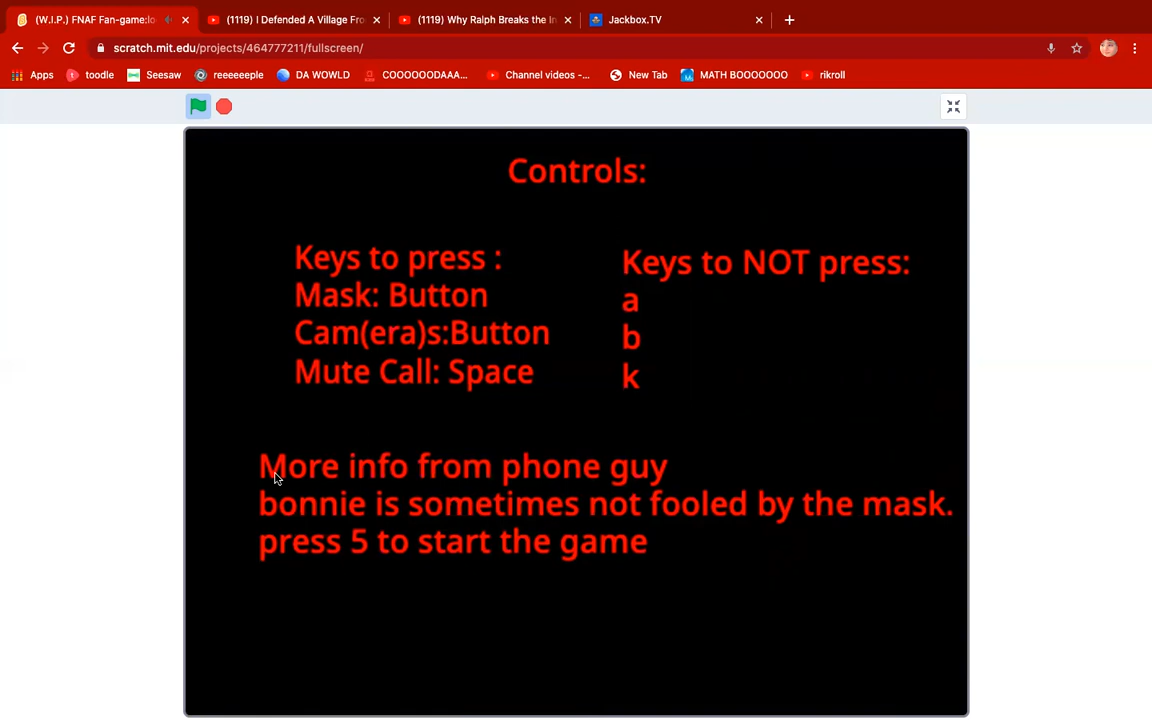 (W.I.P.) FNAF Fan-game:lo
(1119) I Defended A Village Fro
(1119) Why Ralph Breaks the In
Jackbox.TV
scratch.mit.edu/projects/464777211/fullscreen/
Apps
toodle
Seesaw
reeeeeeple
DA WOWLD
COOOOOODAAA...
Channel videos -...
New Tab
MATH BOOOOOOO
rikroll
Controls:
Keys to press :
Mask: Button
Cam(era)s:Button
Mute Call: Space
Keys to NOT press:
a
b
k
More info from phone guy
bonnie is sometimes not fooled by the mask.
press 5 to start the game